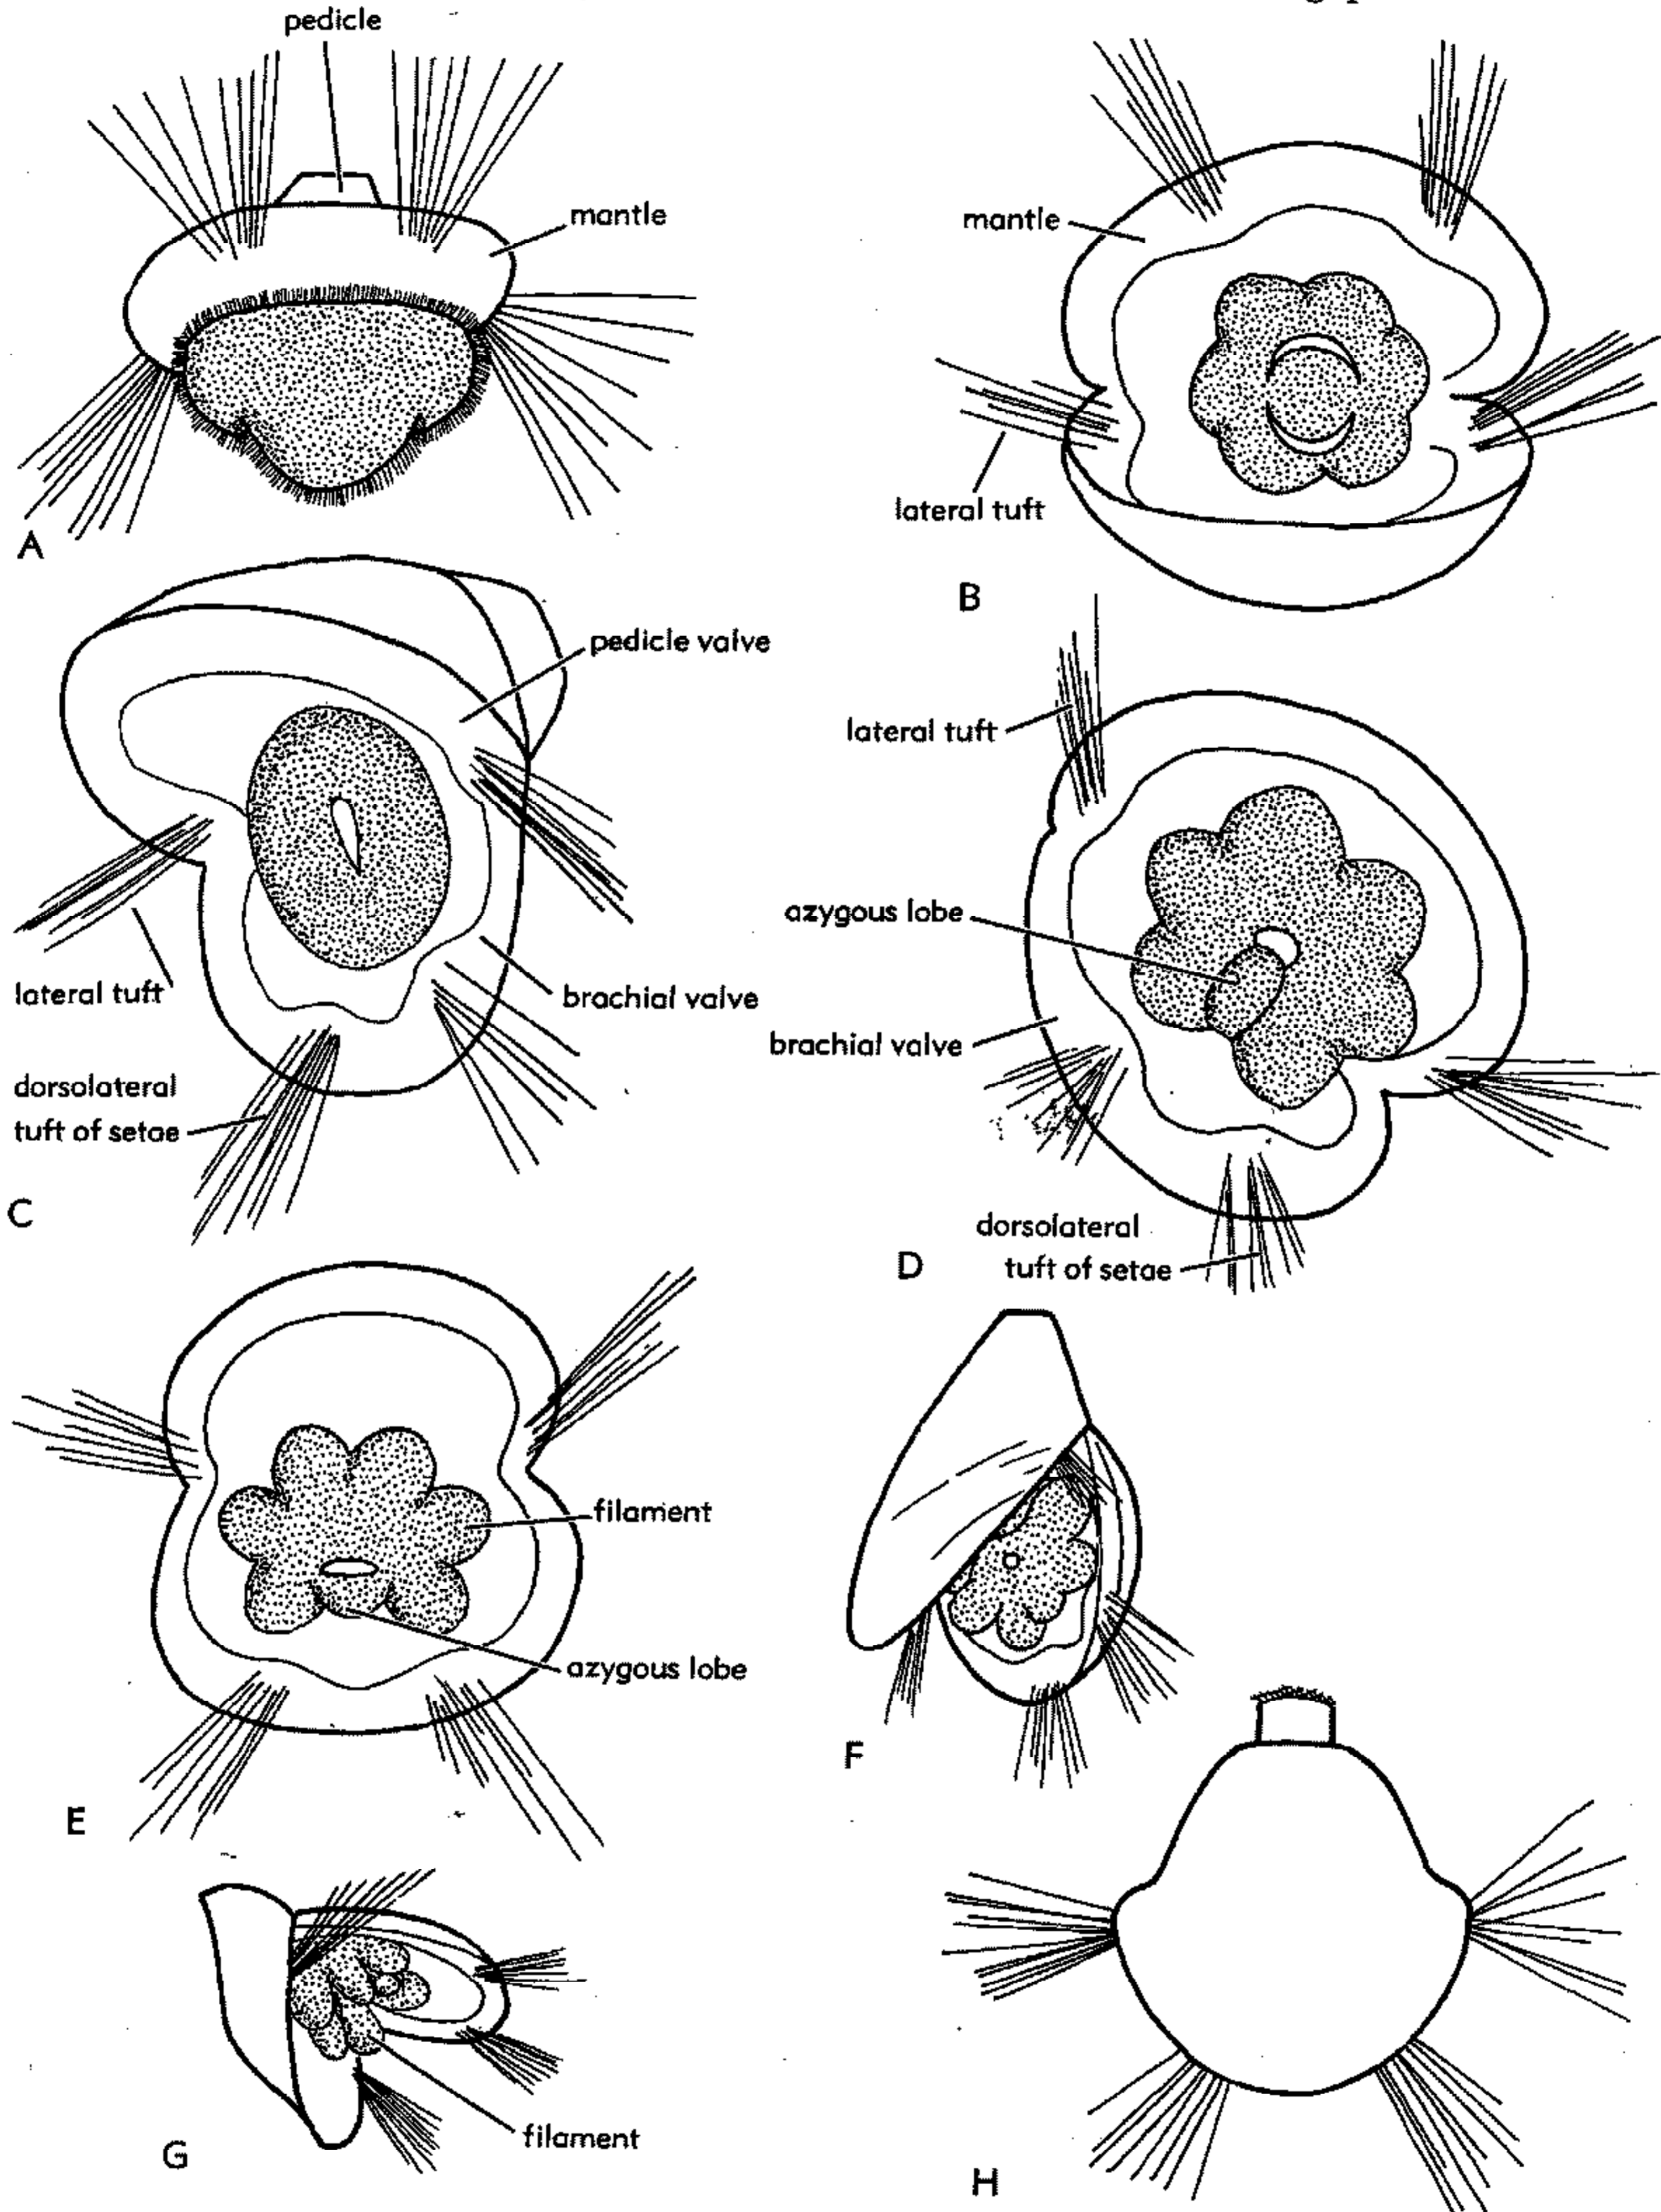 pedicle
mantle
A
mantle
lateral tuft
B
pedicle valve
lateral tuft
brachial valve
dorsolateral
tuft of setae
C
lateral tuft
azygous lobe
brachial valve
dorsolateral
tuft of setae
D
filament
azygous lobe
E
F
filament
G
H